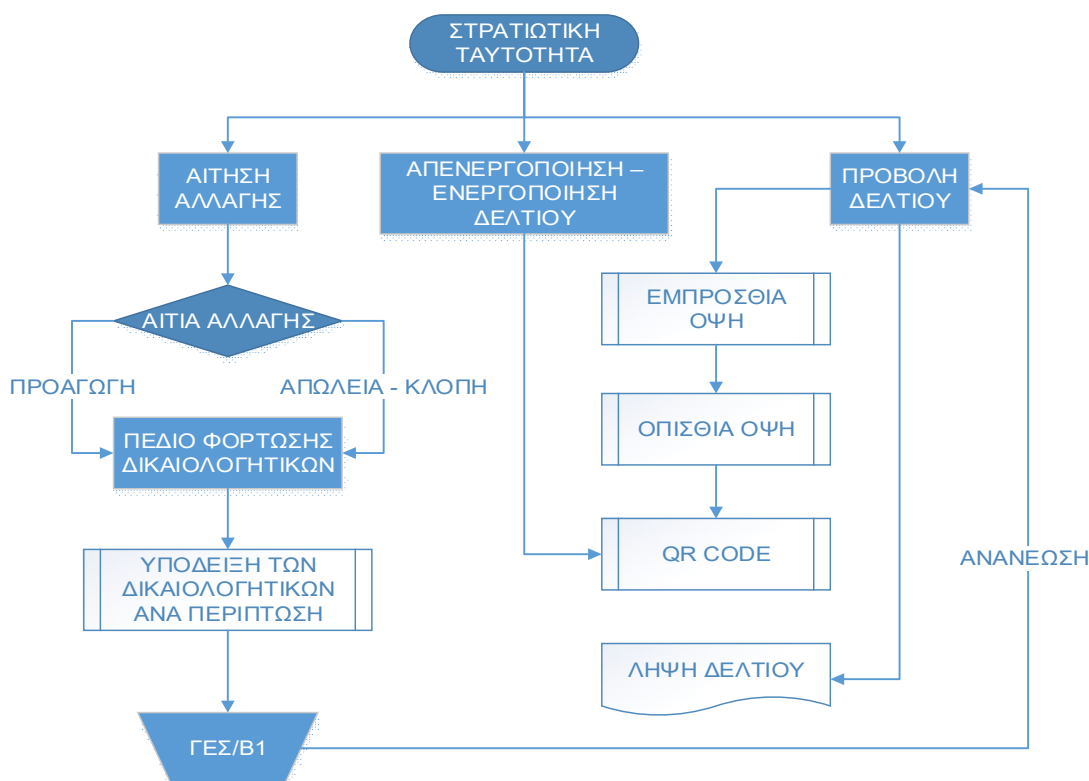 ΣΤΡΑΤΙΩΤΙΚΗ
ΤΑΥΤΟΤΗΤΑ
ΑΙΤΗΣΗ
ΑΛΛΑΓΗΣ
ΑΠΕΝΕΡΓΟΠΟΙΗΣΗ –
ΕΝΕΡΓΟΠΟΙΗΣΗ
ΔΕΛΤΙΟΥ
ΠΡΟΒΟΛΗ
ΔΕΛΤΙΟΥ
ΕΜΠΡΟΣΘΙΑ
ΟΨΗ
ΑΙΤΙΑ ΑΛΛΑΓΗΣ
ΠΡΟΑΓΩΓΗ
ΑΠΩΛΕΙΑ - ΚΛΟΠΗ
ΠΕΔΙΟ ΦΟΡΤΩΣΗΣ
ΔΙΚΑΙΟΛΟΓΗΤΙΚΩΝ
ΟΠΙΣΘΙΑ ΟΨΗ
QR CODE
ΑΝΑΝΕΩΣΗ
ΥΠΟΔΕΙΞΗ ΤΩΝ
ΔΙΚΑΙΟΛΟΓΗΤΙΚΩΝ
ΑΝΑ ΠΕΡΙΠΤΩΣΗ
ΛΗΨΗ ΔΕΛΤΙΟΥ
ΓΕΣ/Β1